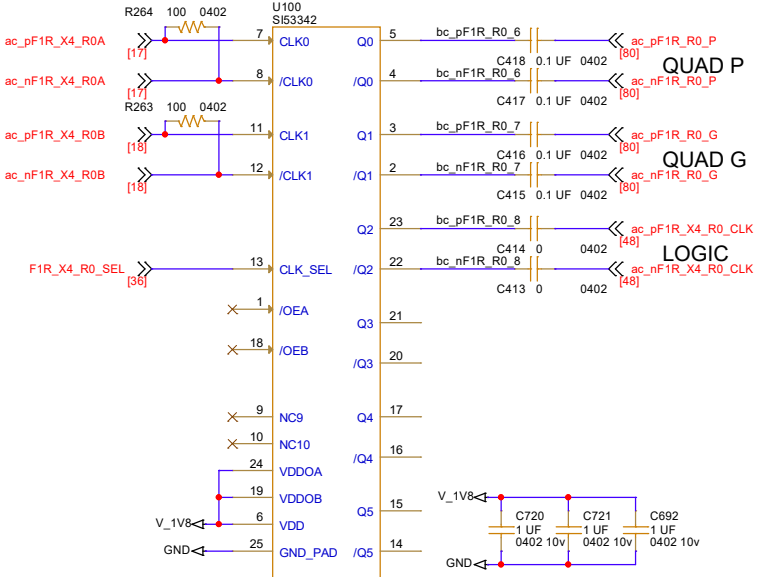 R264 100 0402
U100
SI53342
ac_pF1R_X4_R0A
[17]
7 CLK0 Q0 5
bc_pF1R_R0_6
C418 0.1 UF 0402
ac_pF1R_R0_P
[80]
QUAD P
ac_nF1R_X4_R0A
[17]
8 /CLK0 /Q0 4
bc_nF1R_R0_6
C417 0.1 UF 0402
ac_nF1R_R0_P
[80]
R263 100 0402
ac_pF1R_X4_R0B
[18]
11 CLK1 Q1 3
bc_pF1R_R0_7
C416 0.1 UF 0402
ac_pF1R_R0_G
[80]
QUAD G
ac_nF1R_X4_R0B
[18]
12 /CLK1 /Q1 2
bc_nF1R_R0_7
C415 0.1 UF 0402
ac_nF1R_R0_G
[80]
Q2 23
bc_pF1R_R0_8
C414 0 0402
ac_pF1R_X4_R0_CLK
[48]
LOGIC
F1R_X4_R0_SEL
[36]
13 CLK_SEL /Q2 22
bc_nF1R_R0_8
C413 0 0402
ac_nF1R_X4_R0_CLK
[48]
1 /OEA
Q3 21
18 /OEB
/Q3 20
9 NC9 Q4 17
10 NC10
/Q4 16
24 VDDOA
19 VDDOB
Q5 15
V_1V8 6 VDD
GND 25 GND_PAD /Q5 14
V_1V8
C720
1 UF
0402 10v
C721
1 UF
0402 10v
C692
1 UF
0402 10v
GND